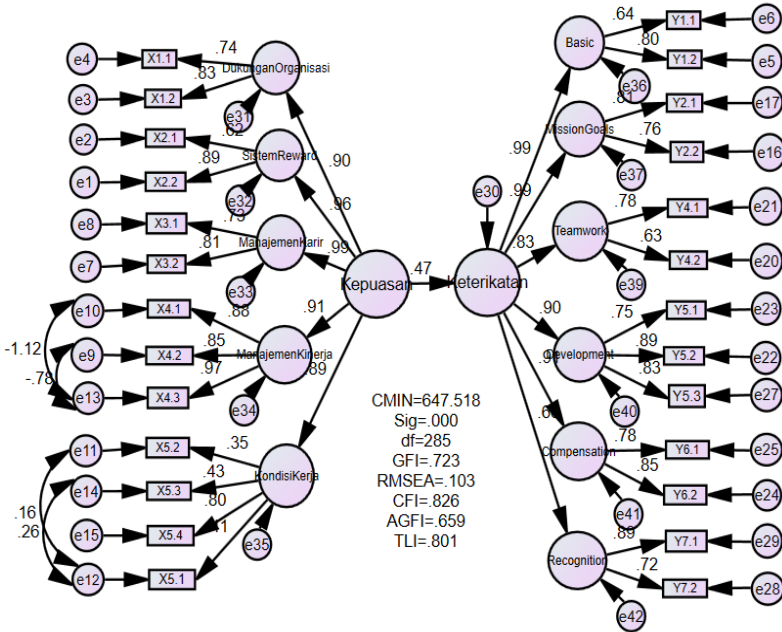 e4
X1.1
.74
DukunganOrganisasi
e3
X1.2
.83
e31
e2
X2.1
.62
SistemReward
e1
X2.2
.89
e32
e8
X3.1
.73
ManajemenKarir
e7
X3.2
.81
e33
e10
X4.1
.88
e9
X4.2
.85
ManajemenKinerja
e13
X4.3
.97
e34
-1.12
-.78
e11
X5.2
.35
e14
X5.3
.43
KondisiKerja
e15
X5.4
.80
e12
X5.1
e35
.16
.26
.90
.96
.99
.91
.89
Kepuasan
.47
Keterikatan
e30
.99
.99
.83
.90
CMIN=647.518
Sig=.000
df=285
GFI=.723
RMSEA=.103
CFI=.826
AGFI=.659
TLI=.801
Basic
.64
Y1.1
e6
.80
Y1.2
e5
e36
MissionGoals
.81
Y2.1
e17
.76
Y2.2
e16
e37
Teamwork
.78
Y4.1
e21
.63
Y4.2
e20
e39
Development
.75
Y5.1
e23
.89
Y5.2
e22
.83
Y5.3
e27
e40
Compensation
.78
Y6.1
e25
.85
Y6.2
e24
e41
Recognition
.89
Y7.1
e29
.72
Y7.2
e28
e42